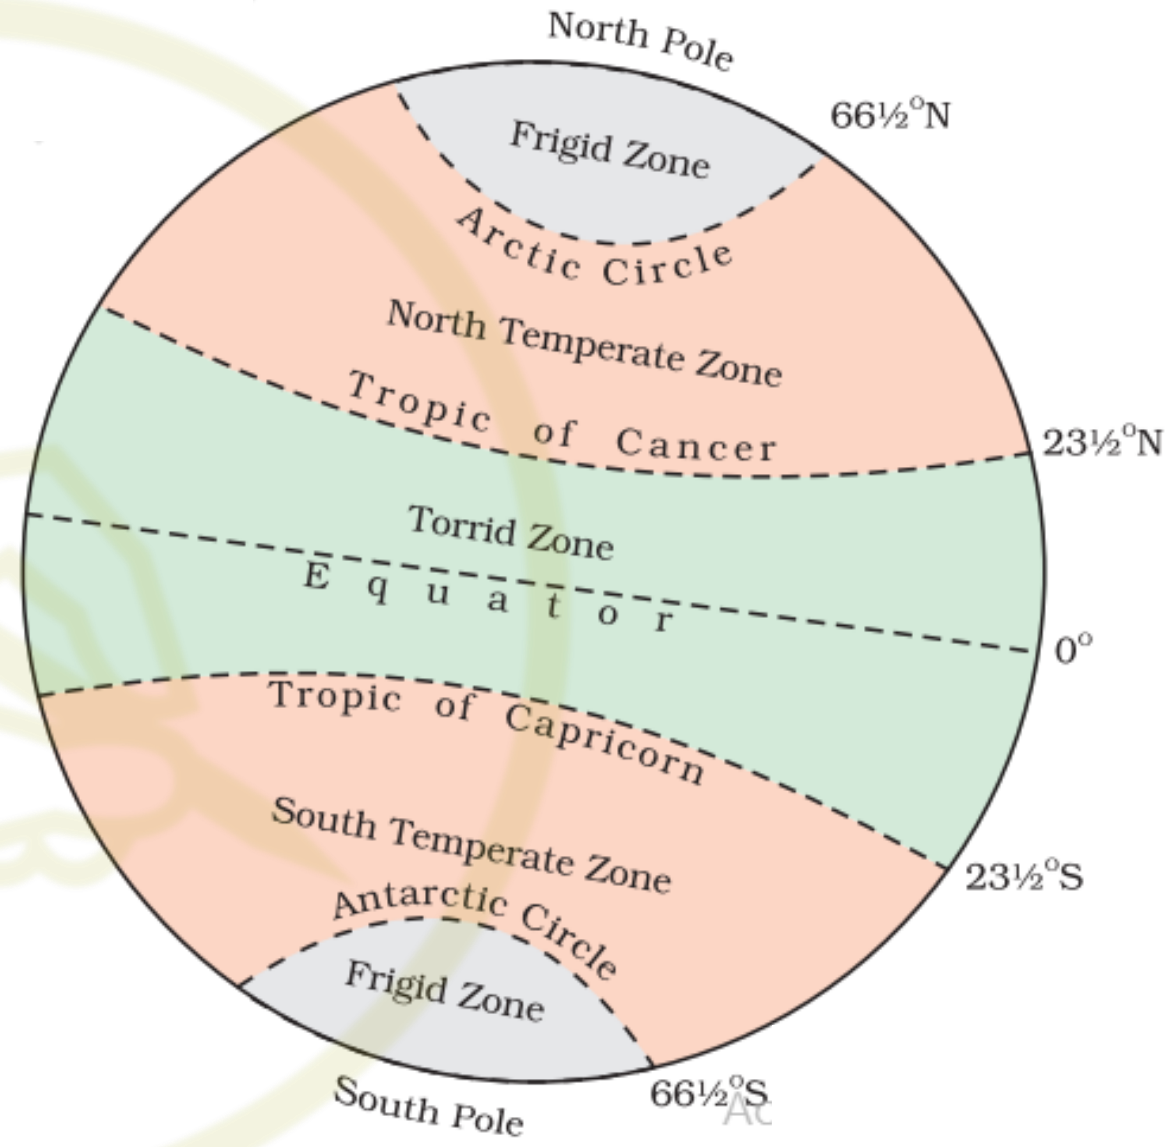 North Pole
66½°N
Frigid Zone
Arctic Circle
North Temperate Zone
Tropic of Cancer
23½°N
Torrid Zone
Equator
0°
Tropic of Capricorn
South Temperate Zone
23½°S
Antarctic Circle
Frigid Zone
66½°S
South Pole
Ac